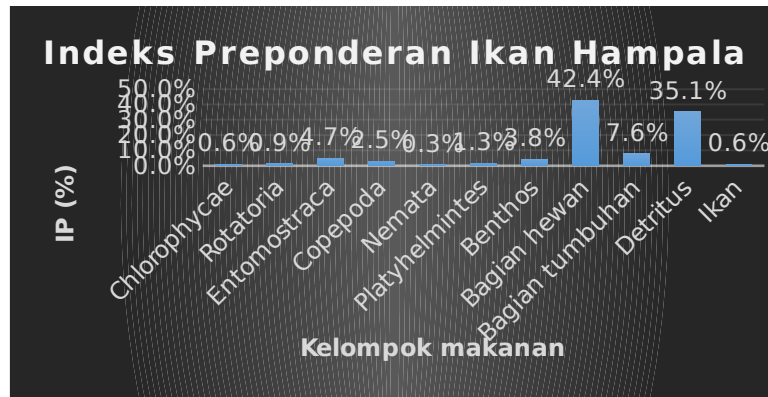 Indeks Preponderan Ikan Hampala
IP (%)
50.0%
40.0%
30.0%
20.0%
10.0%
0.0%
0.6%
0.9%
4.7%
2.5%
0.3%
1.3%
3.8%
42.4%
7.6%
35.1%
0.6%
Chlorophycae
Rotatoria
Entomostraca
Copepoda
Nemata
Platyhelmintes
Benthos
Bagian hewan
Bagian tumbuhan
Detritus
Ikan
Kelompok makanan